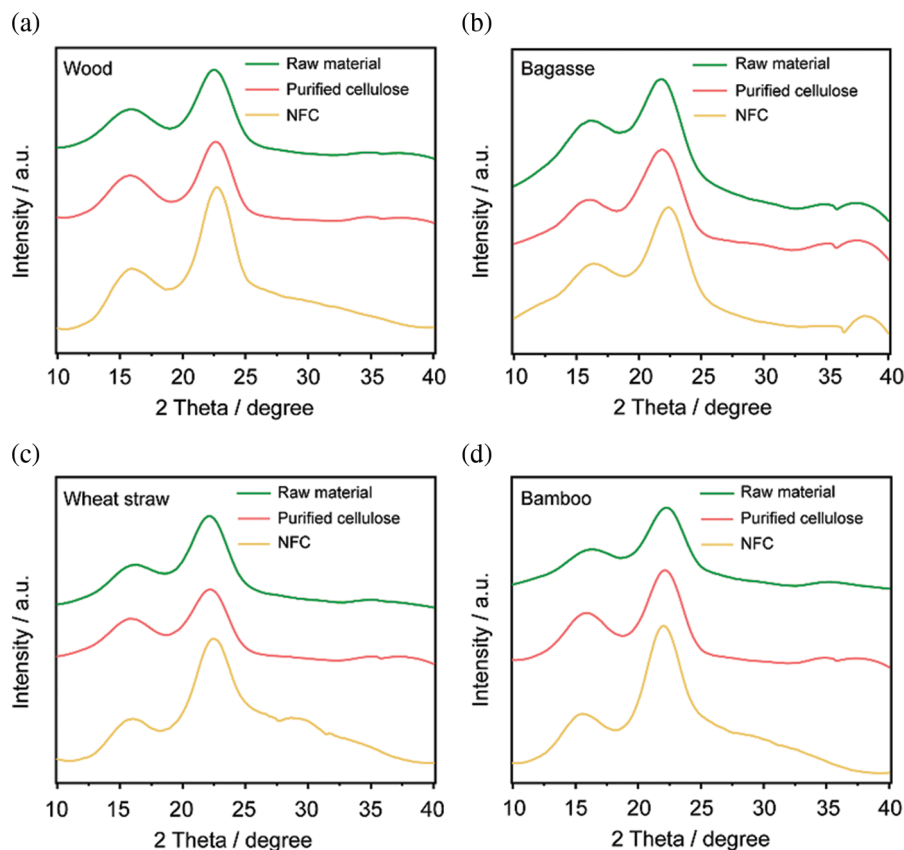 (a)
Wood
Raw material
Purified cellulose
NFC
Intensity / a.u.
10 15 20 25 30 35 40
2 Theta / degree
(b)
Bagasse
Raw material
Purified cellulose
NFC
Intensity / a.u.
10 15 20 25 30 35 40
2 Theta / degree
(c)
Wheat straw
Raw material
Purified cellulose
NFC
Intensity / a.u.
10 15 20 25 30 35 40
2 Theta / degree
(d)
Bamboo
Raw material
Purified cellulose
NFC
Intensity / a.u.
10 15 20 25 30 35 40
2 Theta / degree